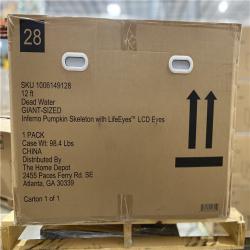 28
SKU 1006149128
12 ft
Dead Water
GIANT-SIZED
Inferno Pumpkin Skeleton with LifeEyes™ LCD Eyes
1 PACK
Case Wt: 98.4 Lbs
CHINA
Distributed By
The Home Depot
2455 Paces Ferry Rd. SE
Atlanta, GA 30339
Carton 1 of 1